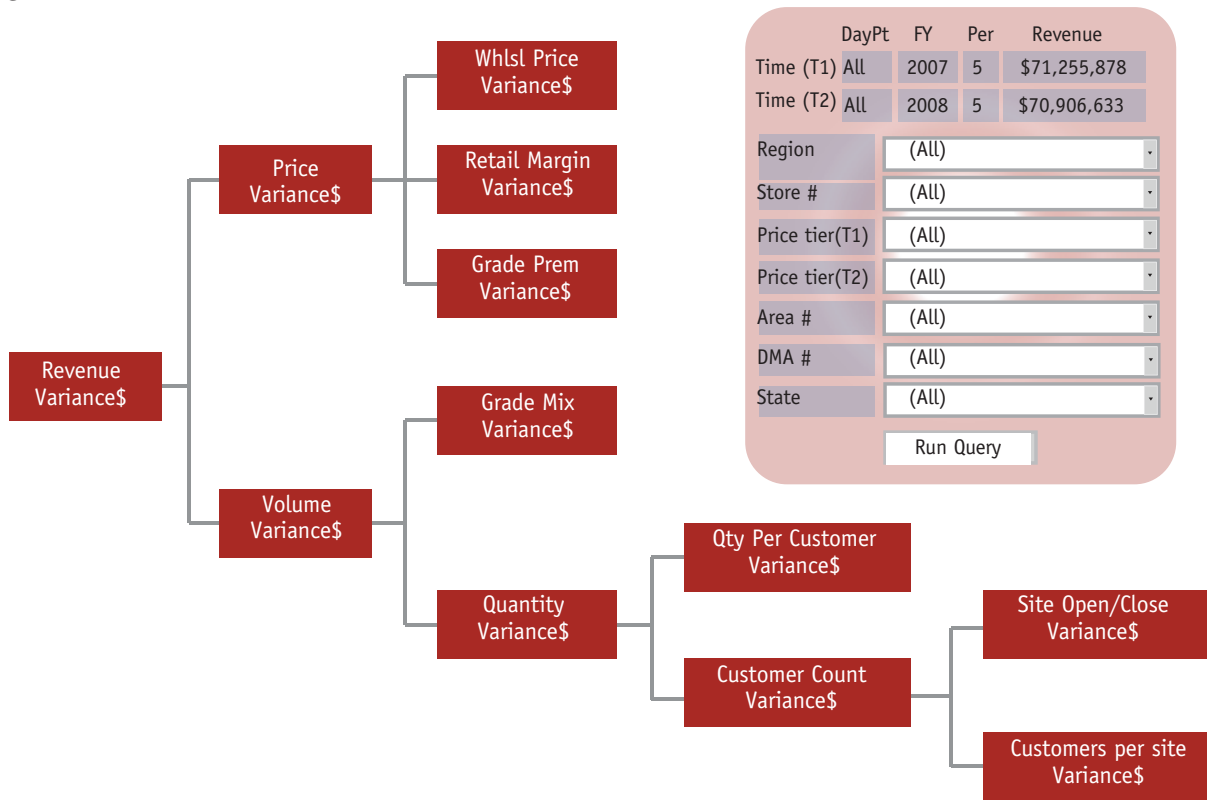 Whlsl Price
Variance$
Price
Variance$
Retail Margin
Variance$
Grade Prem
Variance$
Revenue
Variance$
Grade Mix
Variance$
Volume
Variance$
Quantity
Variance$
Qty Per Customer
Variance$
Customer Count
Variance$
Site Open/Close
Variance$
Customers per site
Variance$
DayPt FY Per Revenue
Time (T1) All 2007 5 $71,255,878
Time (T2) All 2008 5 $70,906,633
Region (All)
Store # (All)
Price tier(T1) (All)
Price tier(T2) (All)
Area # (All)
DMA # (All)
State (All)
Run Query